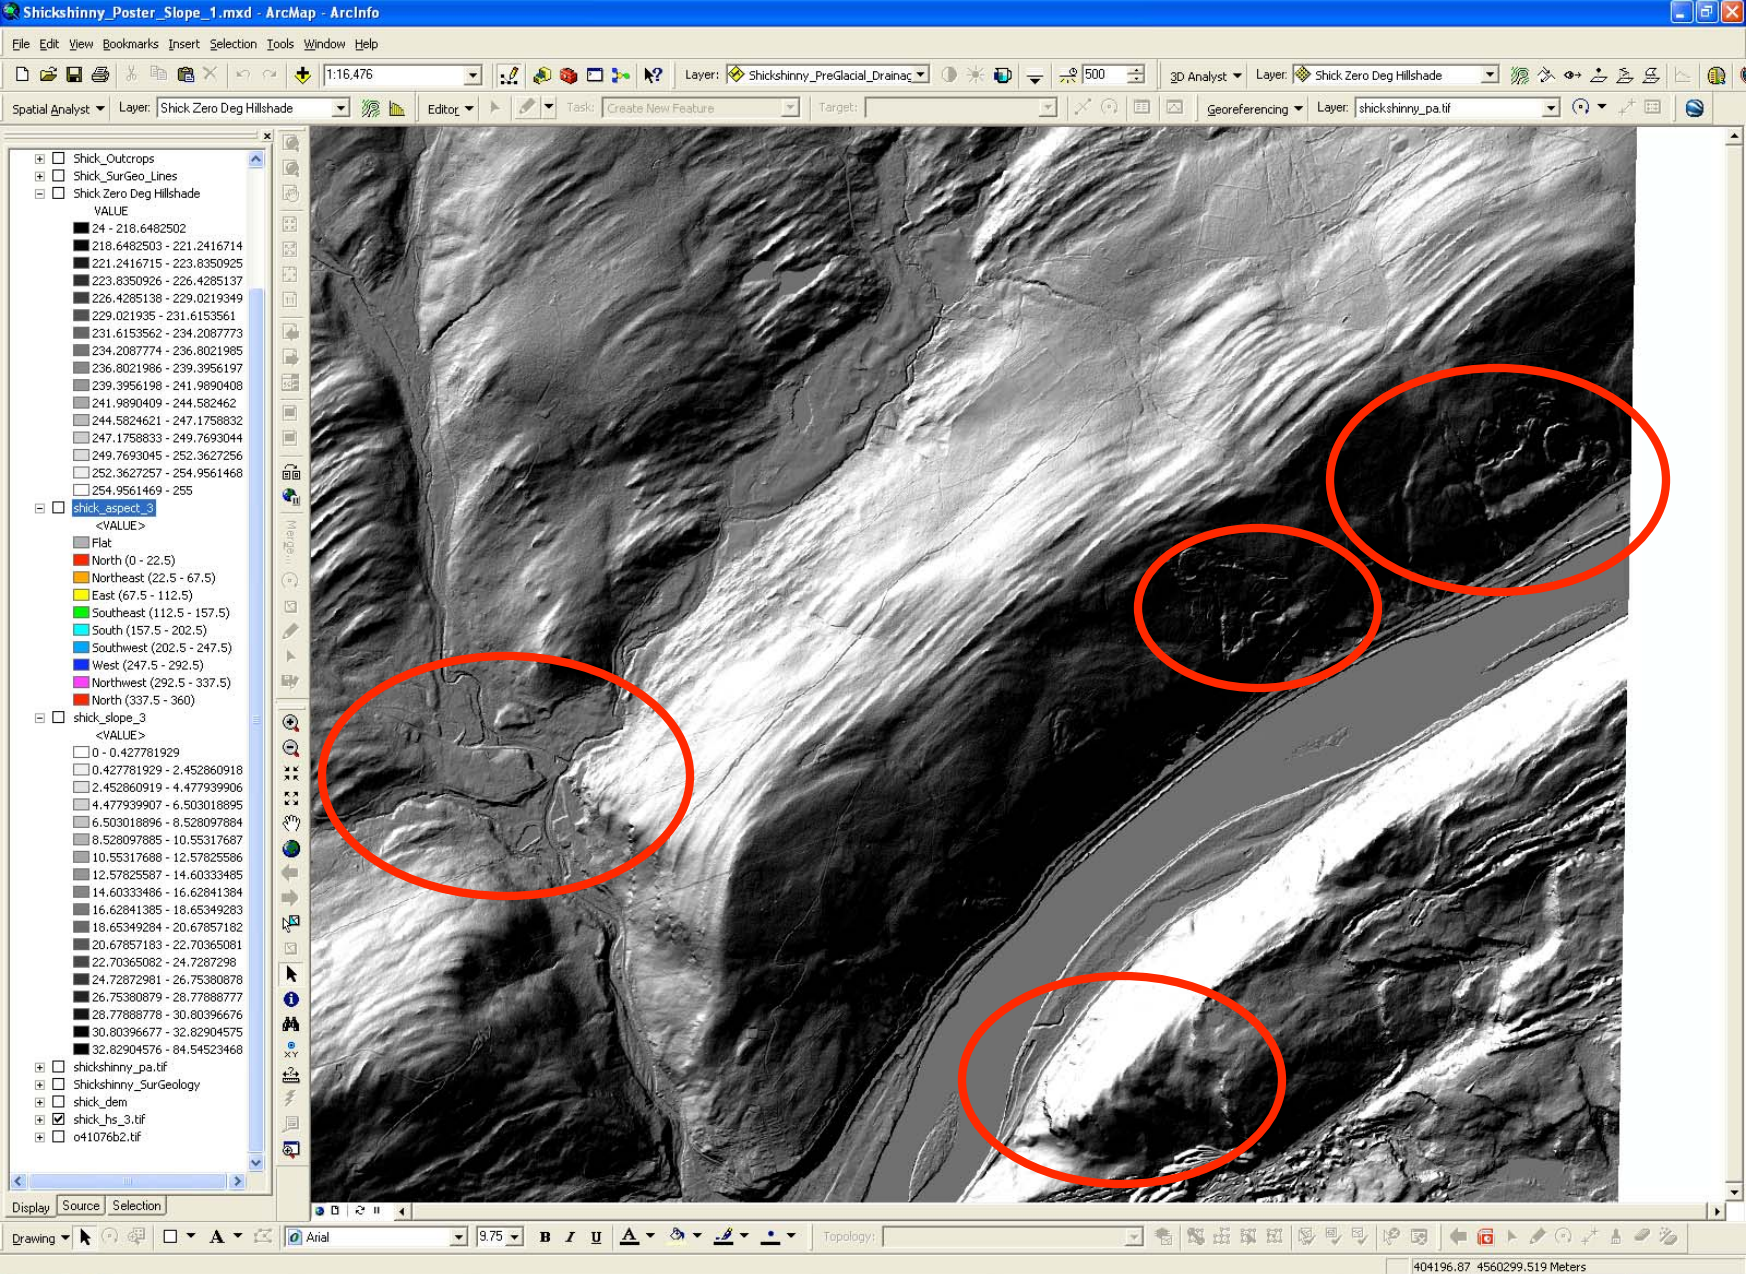 Shickshinny_Poster_Slope_1.mxd - ArcMap - ArcInfo
File Edit View Bookmarks Insert Selection Tools Window Help
1:16,476 Layer: Shickshinny_PreGlacial_Drainag 500 3D Analyst Layer: Shick Zero Deg Hillshade
Spatial Analyst Layer: Shick Zero Deg Hillshade Editor Task: Create New Feature Target: Georeferencing Layer: shickshinny_pa.tif
Shick_Outcrops
Shick_SurGeo_Lines
Shick Zero Deg Hillshade
VALUE
24 - 218.6482502
218.6482503 - 221.2416714
221.2416715 - 223.8350925
223.8350926 - 226.4285137
226.4285138 - 229.0219349
229.021935 - 231.6153561
231.6153562 - 234.2087773
234.2087774 - 236.8021985
236.8021986 - 239.3956197
239.3956198 - 241.9890408
241.9890409 - 244.582462
244.5824621 - 247.1758832
247.1758833 - 249.7693044
249.7693045 - 252.3627256
252.3627257 - 254.9561468
254.9561469 - 255
shick_aspect_3
<VALUE>
Flat
North (0 - 22.5)
Northeast (22.5 - 67.5)
East (67.5 - 112.5)
Southeast (112.5 - 157.5)
South (157.5 - 202.5)
Southwest (202.5 - 247.5)
West (247.5 - 292.5)
Northwest (292.5 - 337.5)
North (337.5 - 360)
shick_slope_3
<VALUE>
0 - 0.427781929
0.427781929 - 2.452860918
2.452860919 - 4.477939906
4.477939907 - 6.503018895
6.503018896 - 8.528097884
8.528097885 - 10.55317687
10.55317688 - 12.57825586
12.57825587 - 14.60333485
14.60333486 - 16.62841384
16.62841385 - 18.65349283
18.65349284 - 20.67857182
20.67857183 - 22.70365081
22.70365082 - 24.7287298
24.72872981 - 26.75380878
26.75380879 - 28.77888777
28.77888778 - 30.80396676
30.80396677 - 32.82904575
32.82904576 - 84.54523468
shickshinny_pa.tif
Shickshinny_SurGeology
shick_dem
shick_hs_3.tif
o41076b2.tif
Merge...
XY
Display Source Selection
Drawing A Arial 9.75 B I U A Topology:
404196.87 4560299.519 Meters